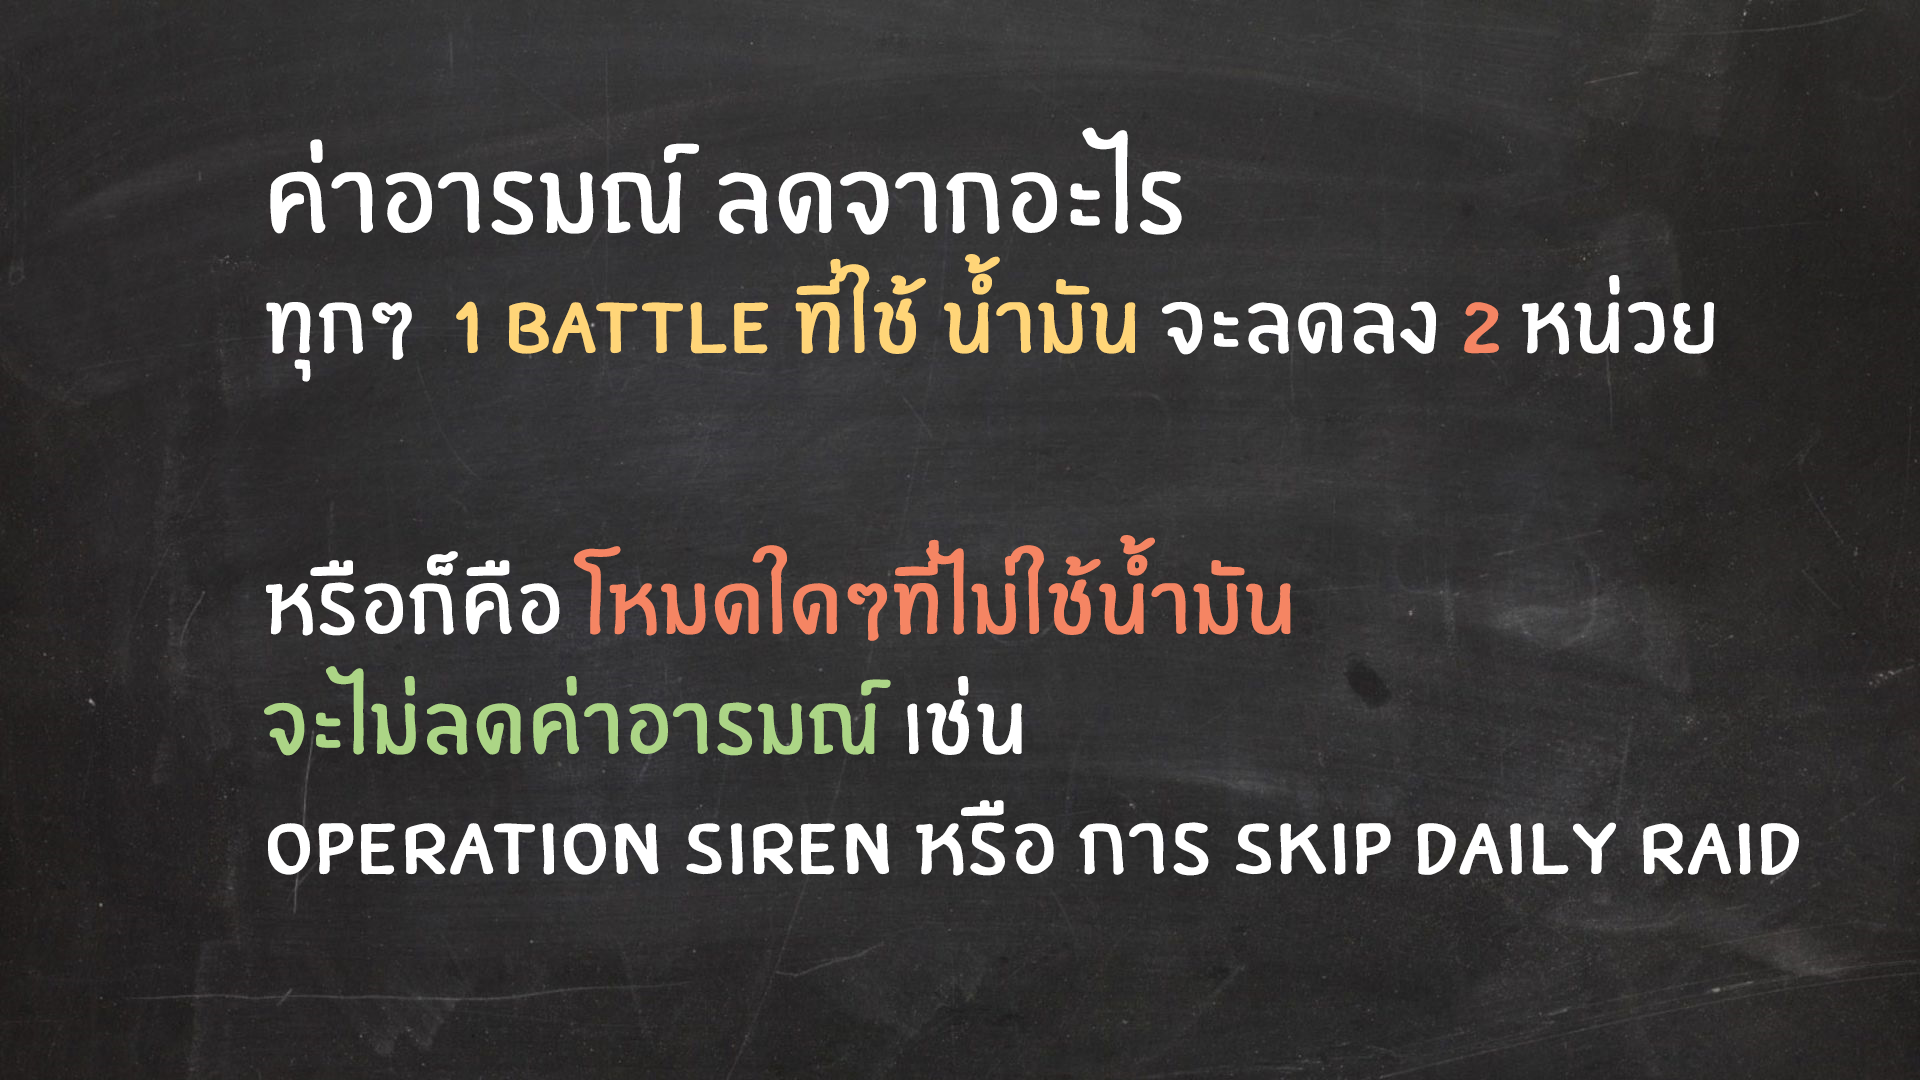 ค่าอารมณ์ ลดจากอะไร
ทุกๆ 1 BATTLE ที่ใช้ น้ำมัน จะลดลง 2 หน่วย
หรือก็คือ โหมดใดๆที่ไม่ใช้น้ำมัน
จะไม่ลดค่าอารมณ์ เช่น
OPERATION SIREN หรือ การ SKIP DAILY RAID